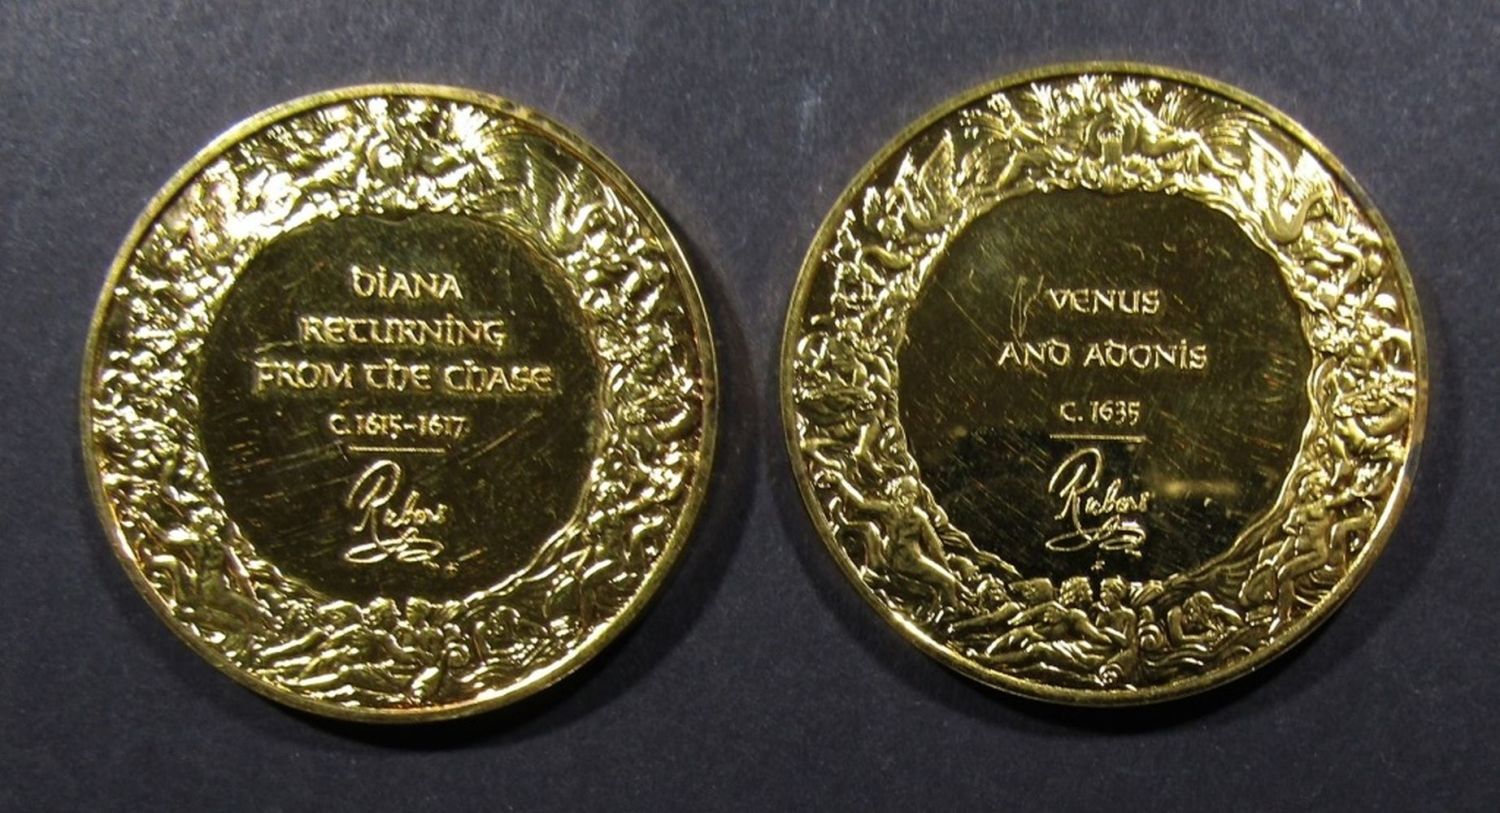 DIANA
RETURNING
FROM THE CHASE
C. 1615-1617
Rubens
VENUS
AND ADONIS
C. 1635
Rubens